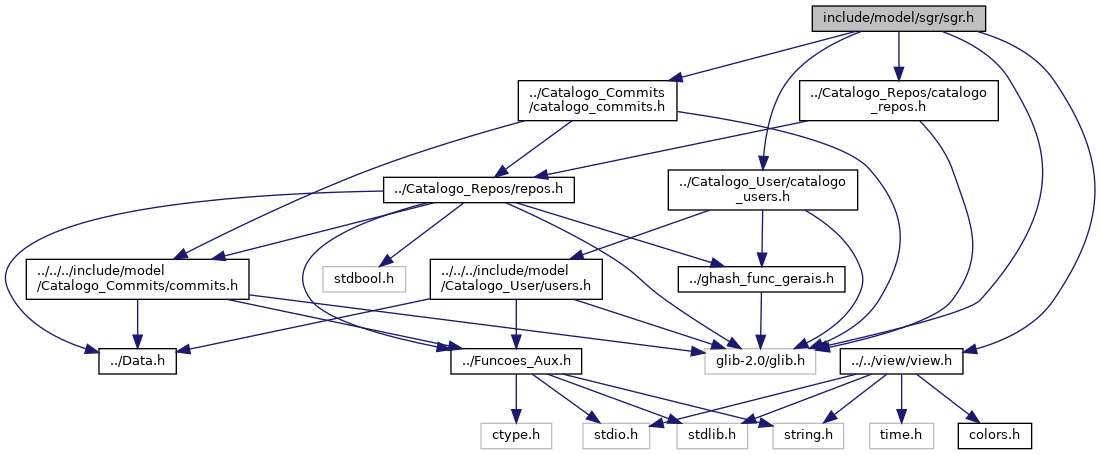 include/model/sgr/sgr.h
../Catalogo_Commits
/catalogo_commits.h
../Catalogo_Repos/catalogo
_repos.h
../Catalogo_Repos/repos.h
../Catalogo_User/catalogo
_users.h
../../../include/model
/Catalogo_Commits/commits.h
stdbool.h
../../../include/model
/Catalogo_User/users.h
../ghash_func_gerais.h
../Data.h
../Funcoes_Aux.h
glib-2.0/glib.h
../../view/view.h
ctype.h
stdio.h
stdlib.h
string.h
time.h
colors.h